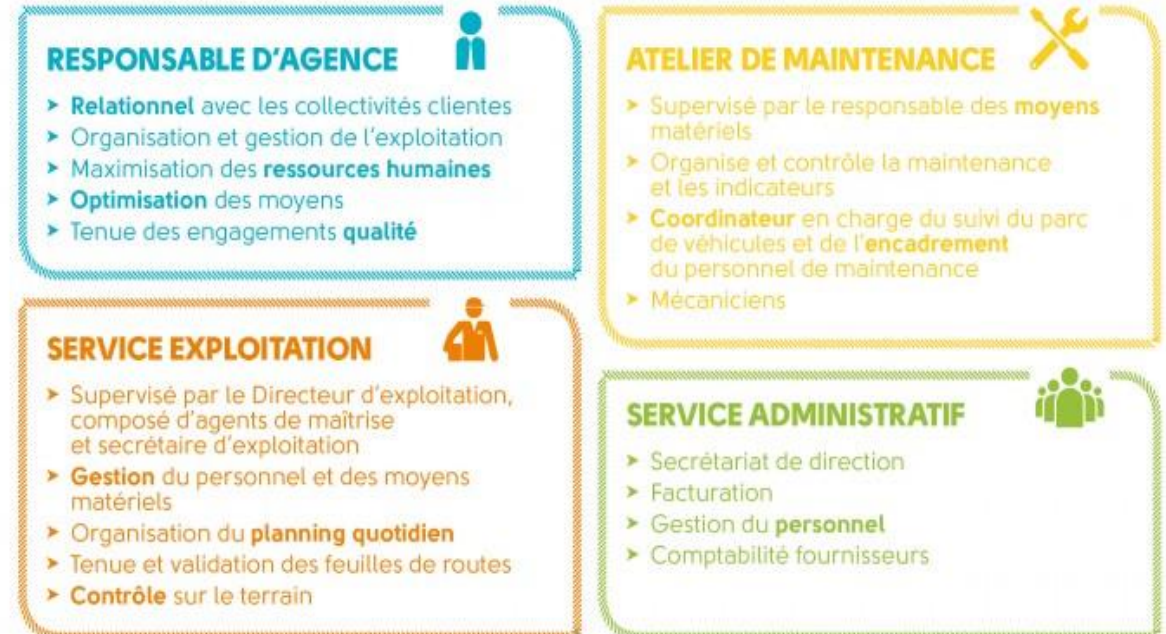 RESPONSABLE D'AGENCE
➤ Relationnel avec les collectivités clientes
➤ Organisation et gestion de l'exploitation
➤ Maximisation des ressources humaines
➤ Optimisation des moyens
➤ Tenue des engagements qualité
SERVICE EXPLOITATION
➤ Supervisé par le Directeur d'exploitation,
composé d'agents de maîtrise
et secrétaire d'exploitation
➤ Gestion du personnel et des moyens
matériels
➤ Organisation du planning quotidien
➤ Tenue et validation des feuilles de routes
➤ Contrôle sur le terrain
ATELIER DE MAINTENANCE
➤ Supervisé par le responsable des moyens
matériels
➤ Organise et contrôle la maintenance
et les indicateurs
➤ Coordinateur en charge du suivi du parc
de véhicules et de l'encadrement
du personnel de maintenance
➤ Mécaniciens
SERVICE ADMINISTRATIF
➤ Secrétariat de direction
➤ Facturation
➤ Gestion du personnel
➤ Comptabilité fournisseurs